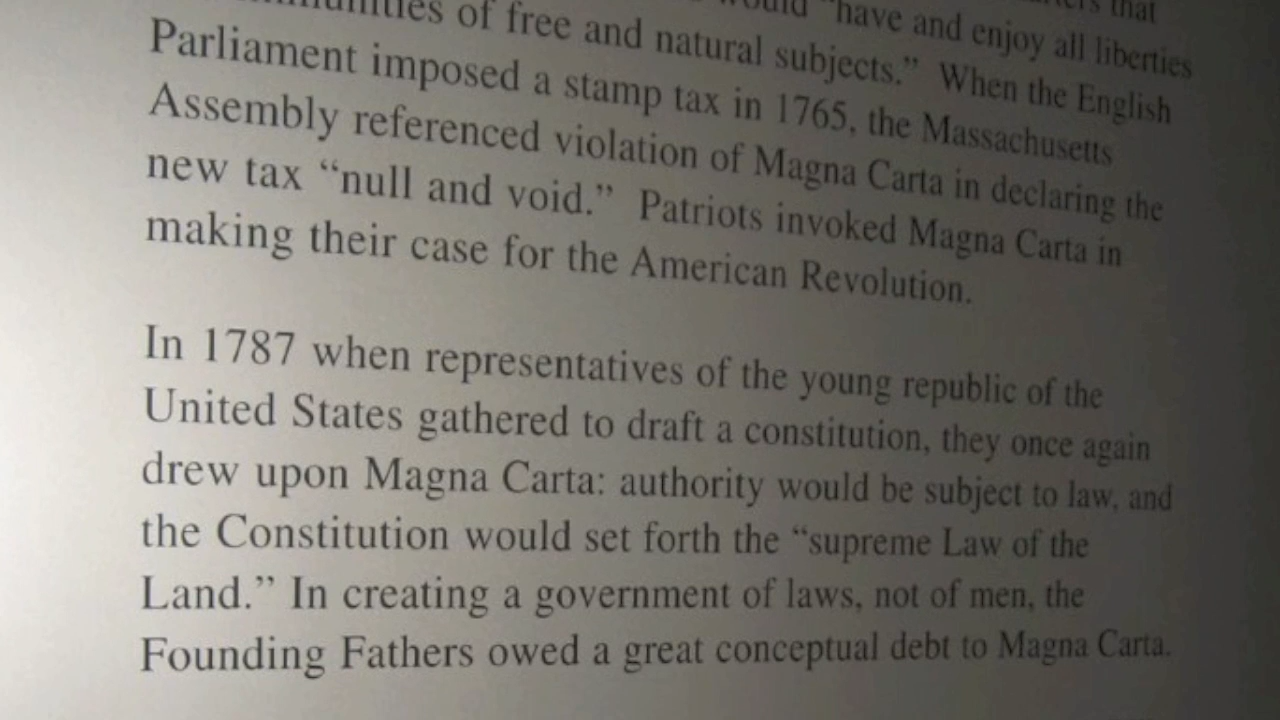 that
"have and enjoy all liberties
of free and natural subjects." When the English
Parliament imposed a stamp tax in 1765, the Massachusetts
Assembly referenced violation of Magna Carta in declaring the
new tax "null and void." Patriots invoked Magna Carta in
making their case for the American Revolution.
In 1787 when representatives of the young republic of the
United States gathered to draft a constitution, they once again
drew upon Magna Carta: authority would be subject to law, and
the Constitution would set forth the "supreme Law of the
Land." In creating a government of laws, not of men, the
Founding Fathers owed a great conceptual debt to Magna Carta.